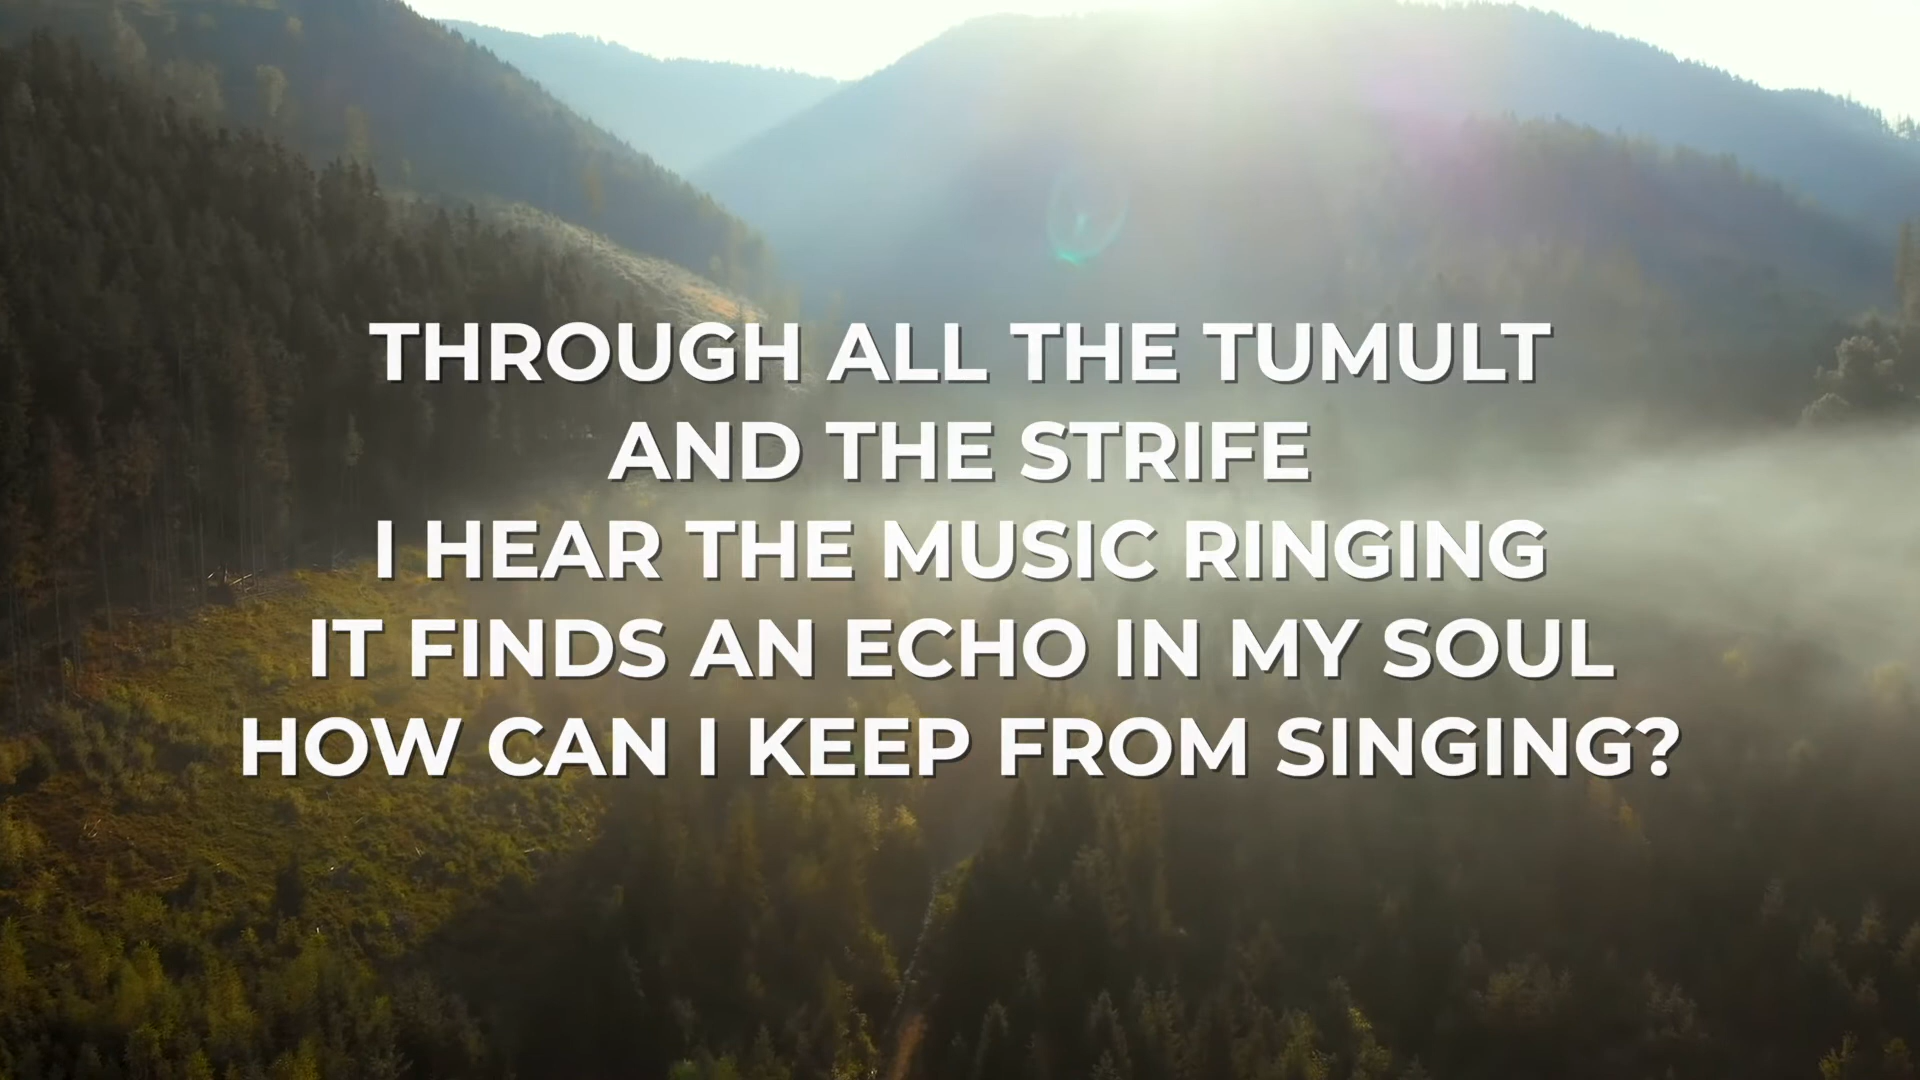 THROUGH ALL THE TUMULT
AND THE STRIFE
I HEAR THE MUSIC RINGING
IT FINDS AN ECHO IN MY SOUL
HOW CAN I KEEP FROM SINGING?